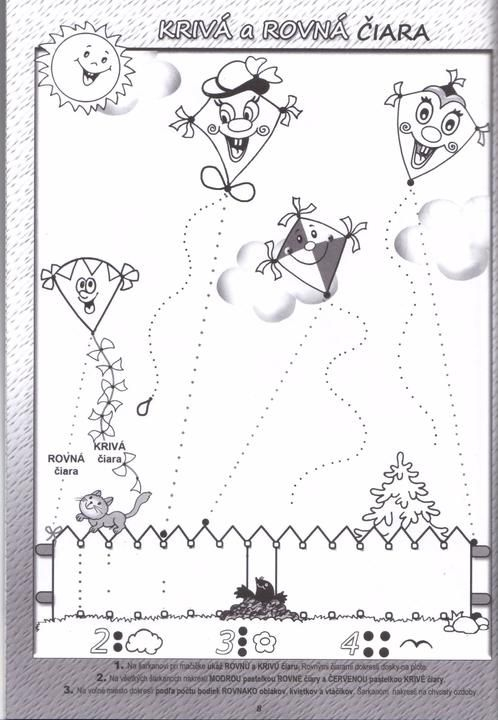 KRIVÁ a ROVNÁ ČIARA
KRIVÁ
čiara
ROVNÁ
čiara
2 3 4
1. Na šarkanovi pri mačiatke ukáž ROVNÚ a KRIVÚ čiaru. Rovnými čiarami dokresli dosky na plote.
2. Na všetkých šarkanoch nakresli MODROU pastelkou ROVNÉ čiary a ČERVENOU pastelkou KRIVÉ čiary.
3. Na voľné miesto dokresli podľa počtu bodiek ROVNAKO oblakov, kvietkov a vtáčikov. Šarkanom nakresli na chvosty ozdoby.
8